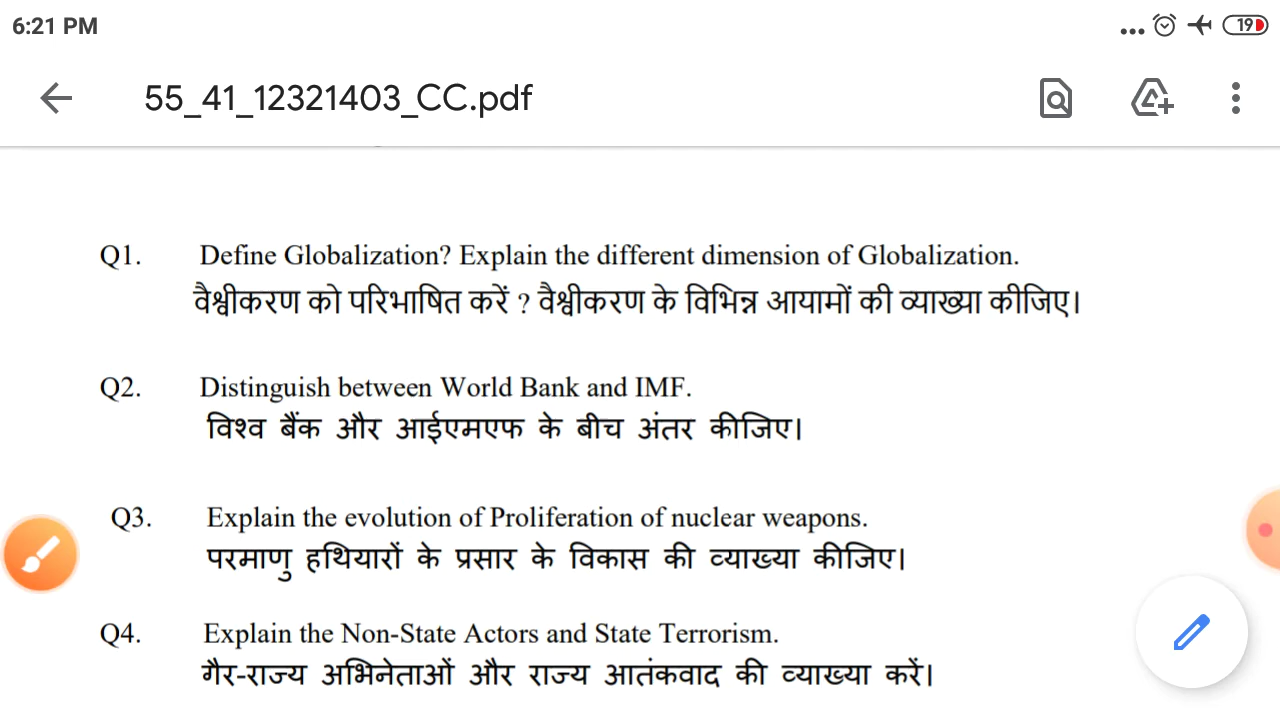 6:21 PM
19
55_41_12321403_CC.pdf
Q1. Define Globalization? Explain the different dimension of Globalization.
वैश्वीकरण को परिभाषित करें ? वैश्वीकरण के विभिन्न आयामों की व्याख्या कीजिए।
Q2. Distinguish between World Bank and IMF.
विश्व बैंक और आईएमएफ के बीच अंतर कीजिए।
Q3. Explain the evolution of Proliferation of nuclear weapons.
परमाणु हथियारों के प्रसार के विकास की व्याख्या कीजिए।
Q4. Explain the Non-State Actors and State Terrorism.
गैर-राज्य अभिनेताओं और राज्य आतंकवाद की व्याख्या करें।